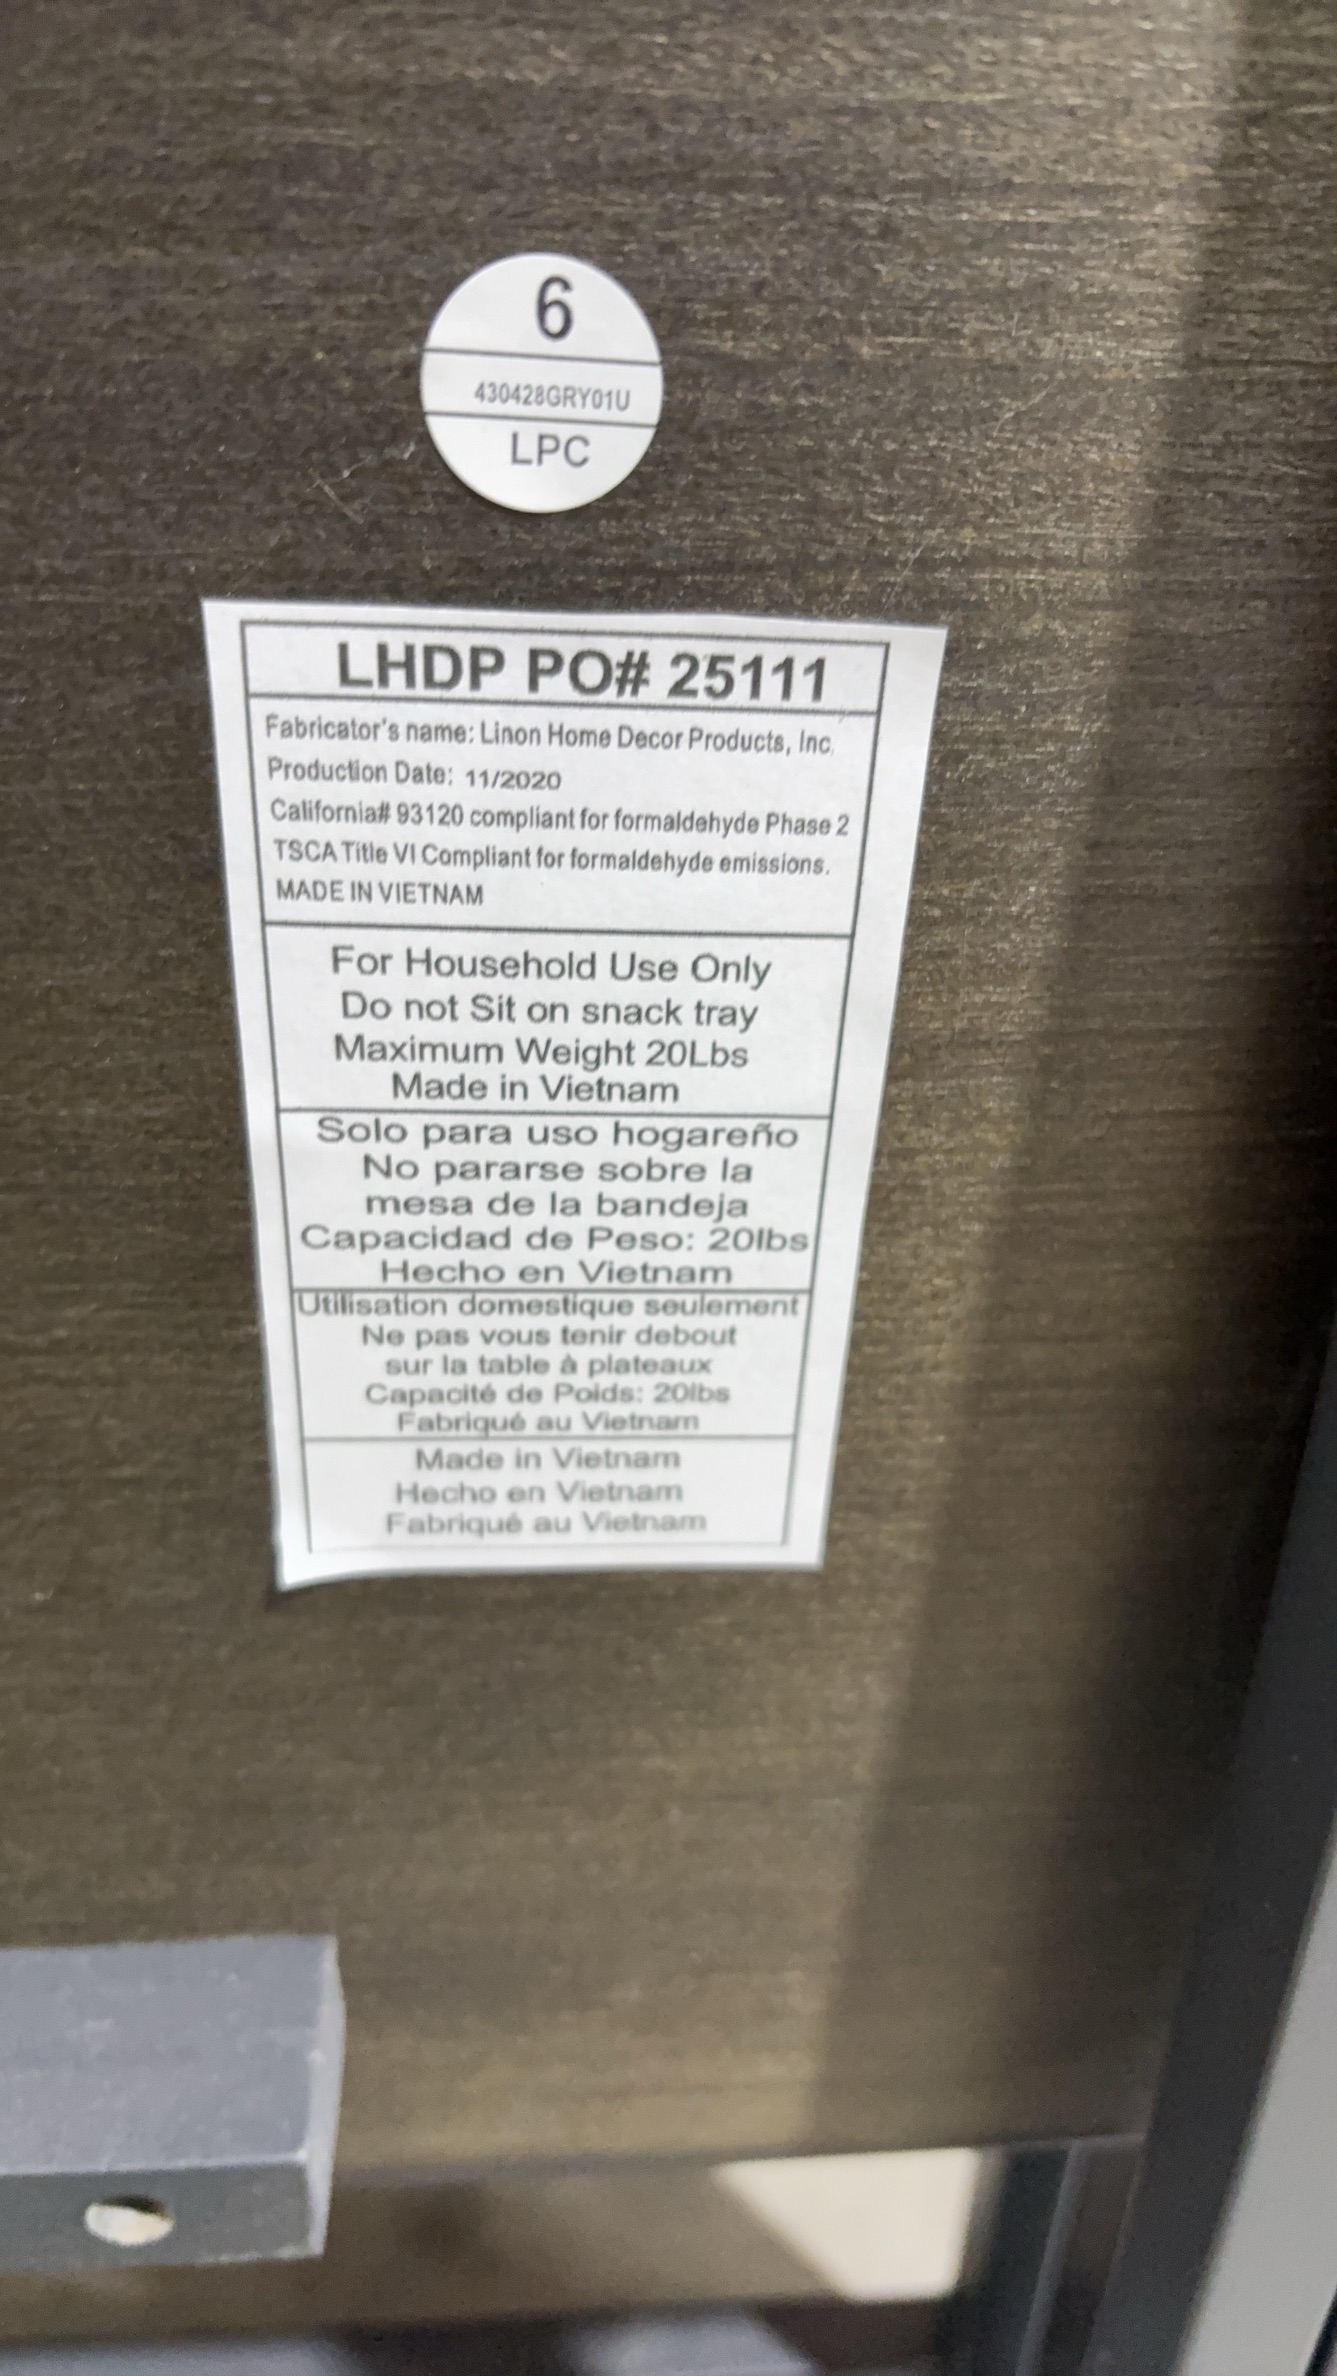 6
430428GRY01U
LPC
LHDP PO# 25111
Fabricator's name: Linon Home Decor Products, Inc.
Production Date: 11/2020
California# 93120 compliant for formaldehyde Phase 2
TSCA Title VI Compliant for formaldehyde emissions.
MADE IN VIETNAM
For Household Use Only
Do not Sit on snack tray
Maximum Weight 20Lbs
Made in Vietnam
Solo para uso hogareño
No pararse sobre la
mesa de la bandeja
Capacidad de Peso: 20lbs
Hecho en Vietnam
Utilisation domestique seulement
Ne pas vous tenir debout
sur la table à plateaux
Capacité de Poids: 20lbs
Fabriqué au Vietnam
Made in Vietnam
Hecho en Vietnam
Fabriqué au Vietnam